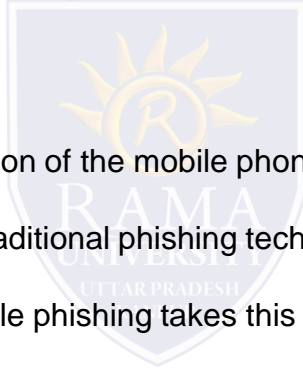 R
on of the mobile phon
RAMA
aditional phishing tech
UNIVERSITY
UTTAR PRADESH
le phishing takes this